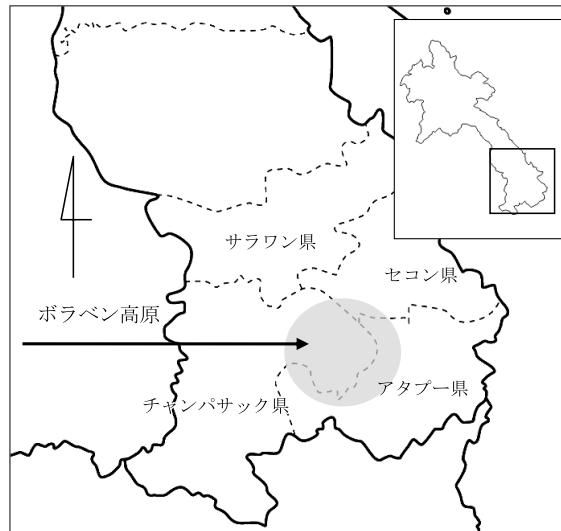 サラワン県
セコン県
ボラベン高原
チャンパサック県
アタプー県